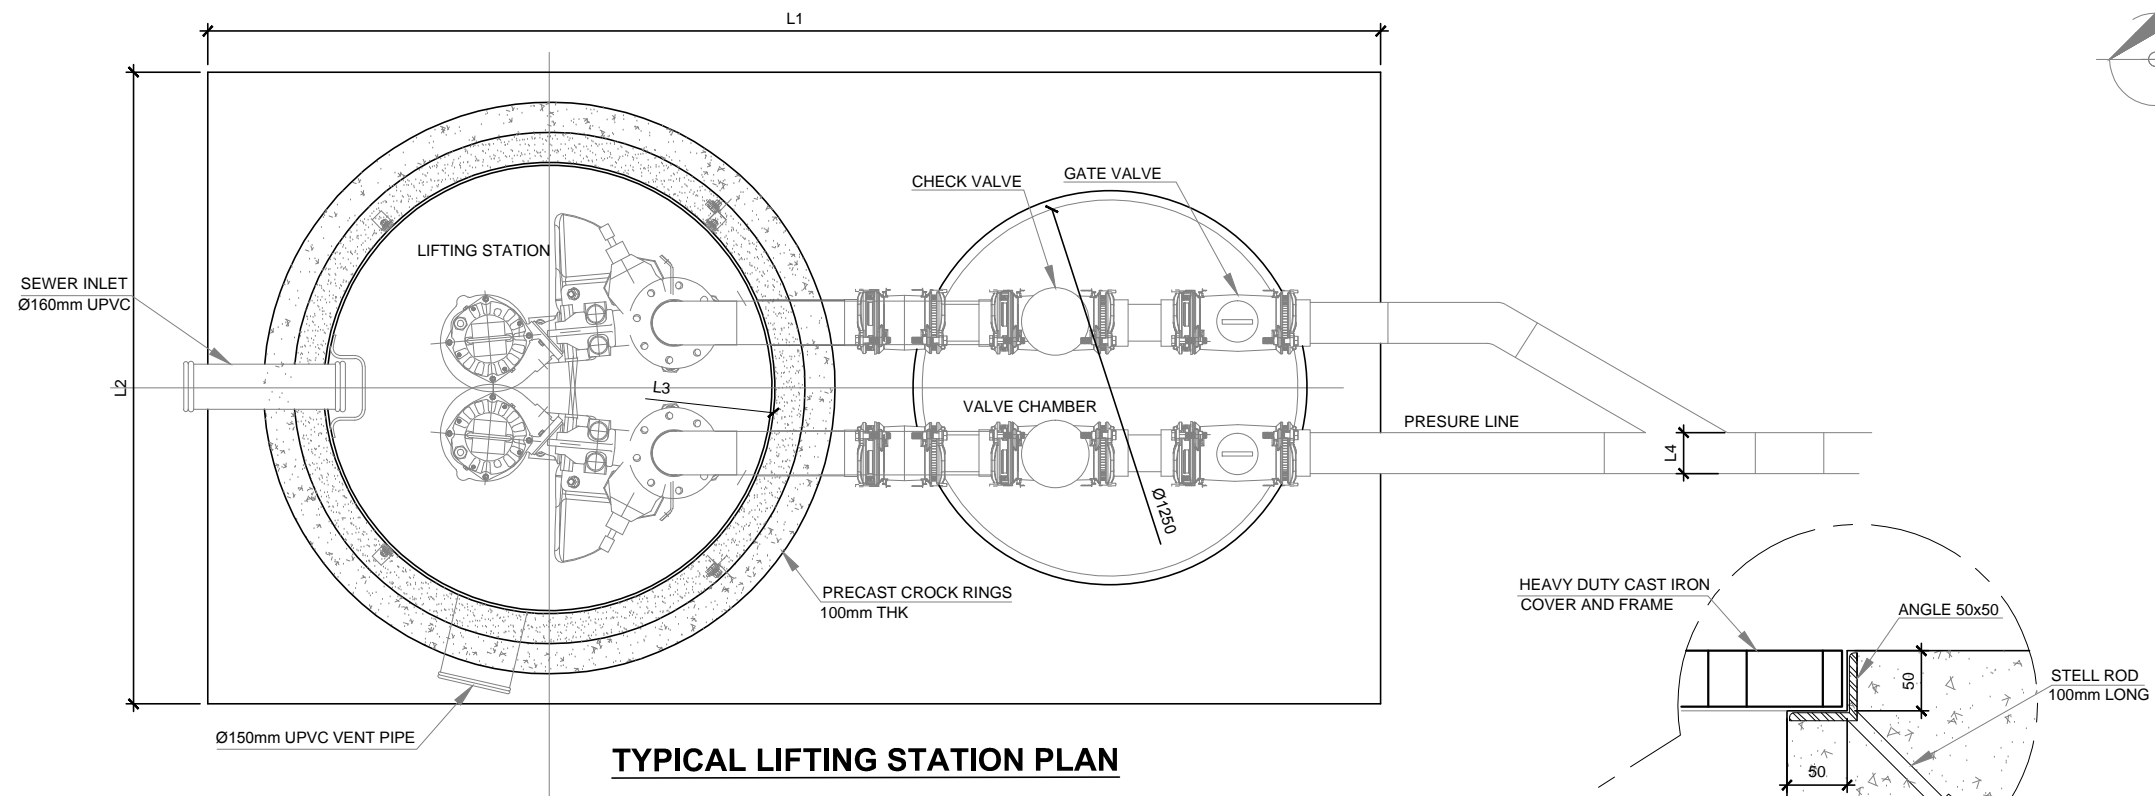 L1
CHECK VALVE
GATE VALVE
LIFTING STATION
SEWER INLET
Ø160mm UPVC
L2
L3
VALVE CHAMBER
PRESURE LINE
L4
Ø1250
PRECAST CROCK RINGS
100mm THK
HEAVY DUTY CAST IRON
COVER AND FRAME
ANGLE 50x50
50
STELL ROD
100mm LONG
50
Ø150mm UPVC VENT PIPE
TYPICAL LIFTING STATION PLAN